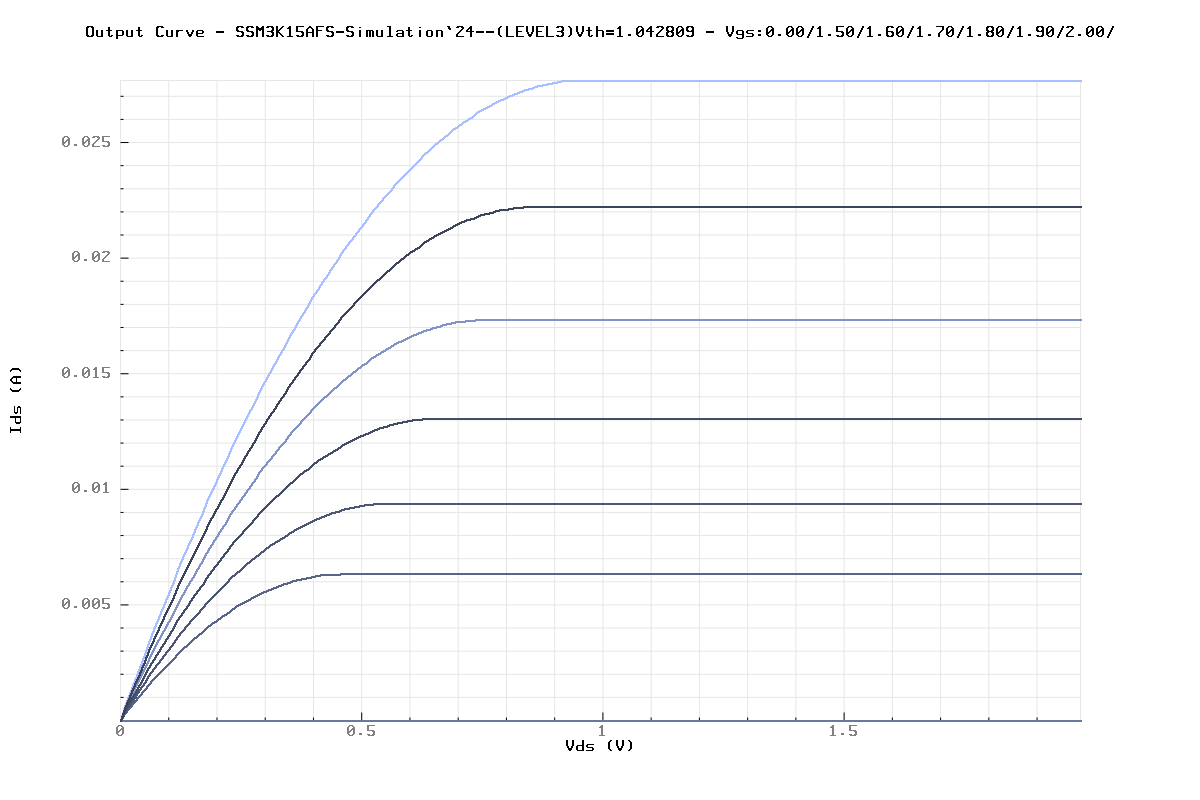 Output Curve - SSM3K15AFS-Simulation`24--(LEVEL3)Vth=1.042809 - Vgs:0.00/1.50/1.60/1.70/1.80/1.90/2.00/
0.025
0.02
0.015
Ids (A)
0.01
0.005
0 0.5 1 1.5
Vds (V)